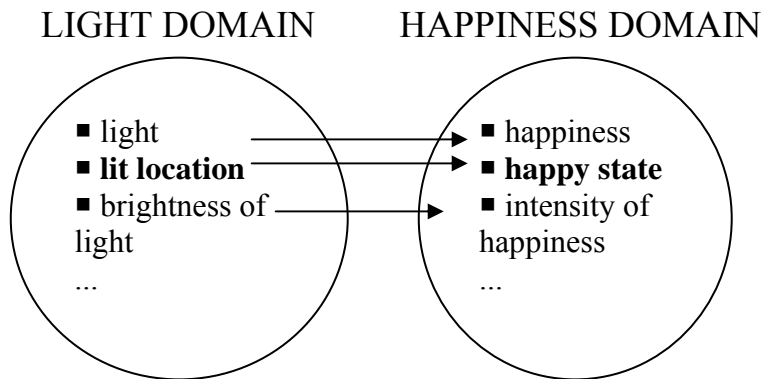 LIGHT DOMAIN
HAPPINESS DOMAIN
▪ light
▪ lit location
▪ brightness of
light
...
▪ happiness
▪ happy state
▪ intensity of
happiness
...